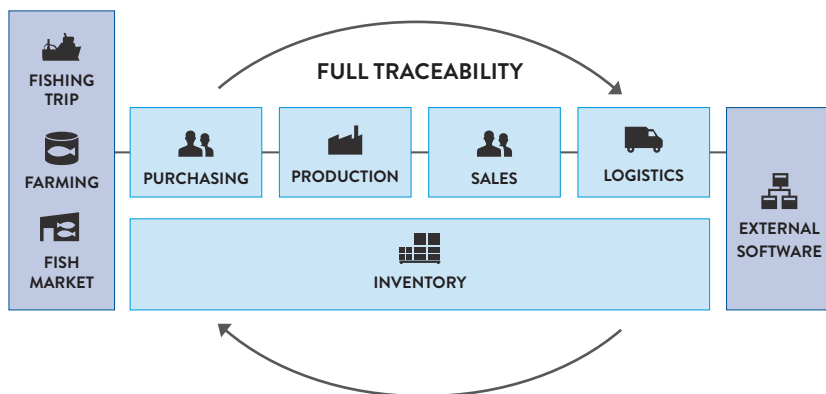 FULL TRACEABILITY
FISHING
TRIP
FARMING
FISH
MARKET
PURCHASING
PRODUCTION
SALES
LOGISTICS
INVENTORY
EXTERNAL
SOFTWARE